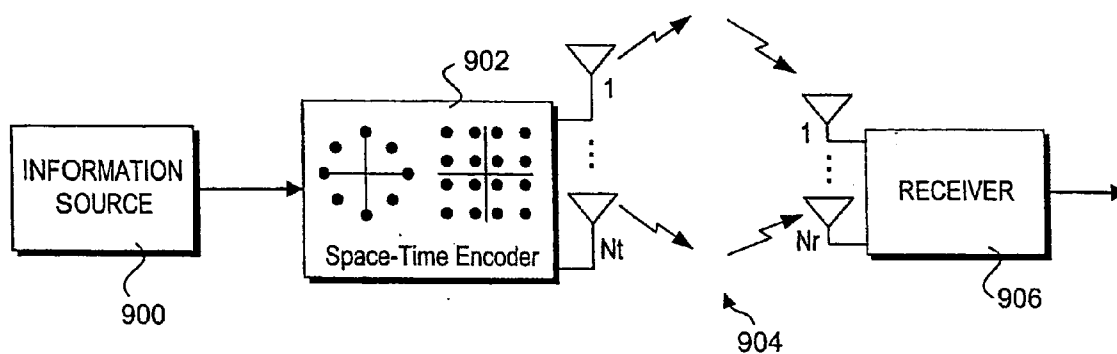 902
1
1
INFORMATION
SOURCE
RECEIVER
Space-Time Encoder
Nt
Nr
900
904
906